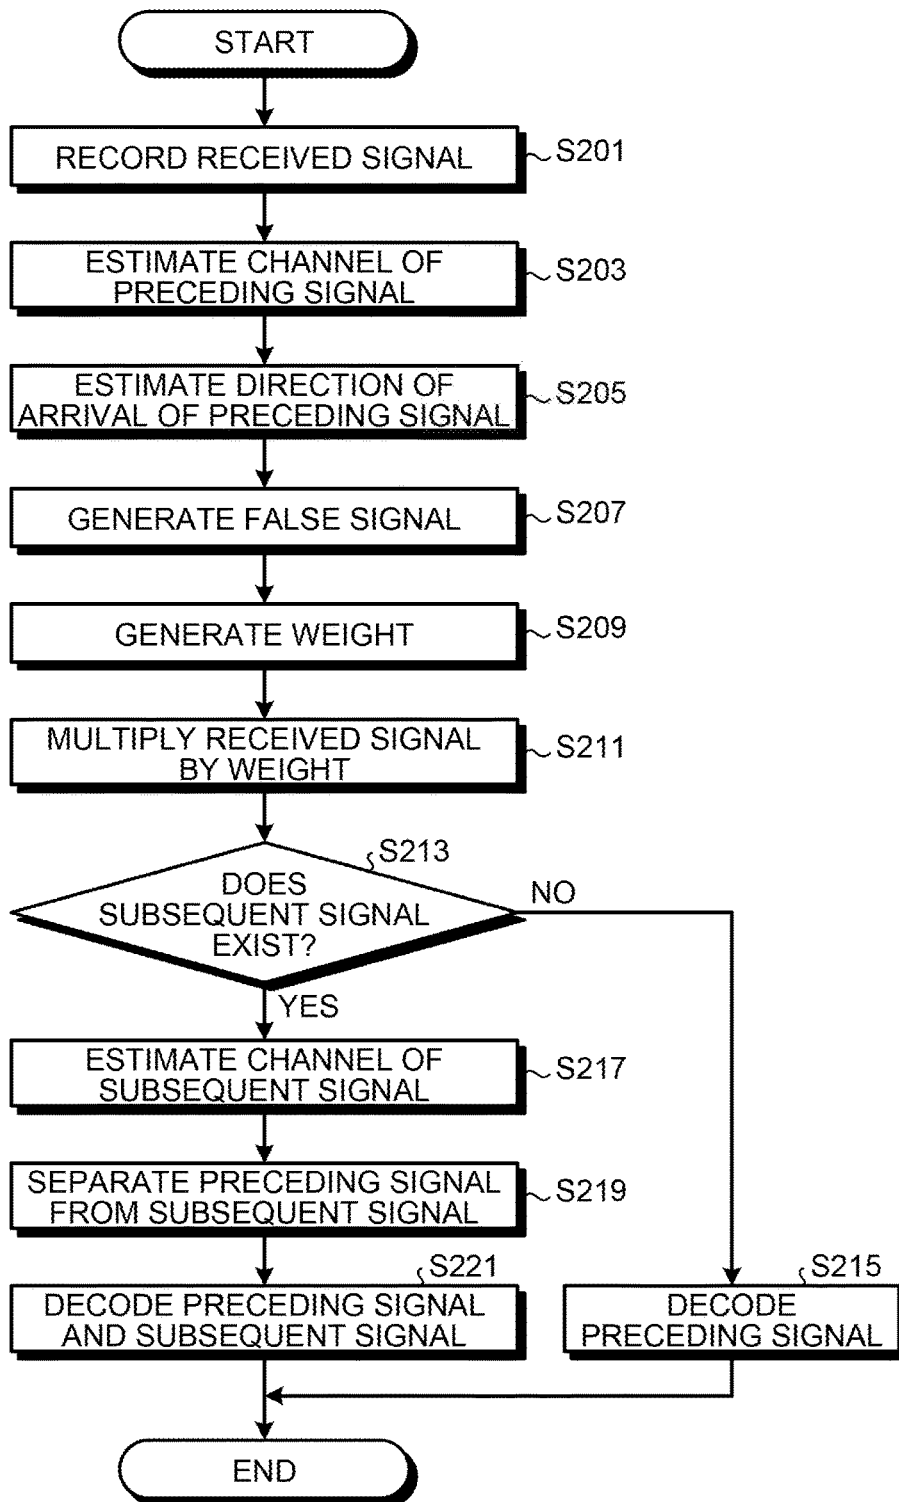 START
RECORD RECEIVED SIGNAL
S201
ESTIMATE CHANNEL OF
PRECEDING SIGNAL
S203
ESTIMATE DIRECTION OF
ARRIVAL OF PRECEDING SIGNAL
S205
GENERATE FALSE SIGNAL
S207
GENERATE WEIGHT
S209
MULTIPLY RECEIVED SIGNAL
BY WEIGHT
S211
S213
DOES
SUBSEQUENT SIGNAL
EXIST?
NO
YES
ESTIMATE CHANNEL OF
SUBSEQUENT SIGNAL
S217
SEPARATE PRECEDING SIGNAL
FROM SUBSEQUENT SIGNAL
S219
S221
DECODE PRECEDING SIGNAL
AND SUBSEQUENT SIGNAL
S215
DECODE
PRECEDING SIGNAL
END